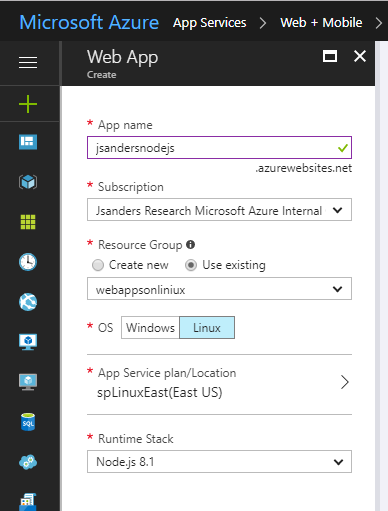 Microsoft Azure App Services > Web + Mobile >
Web App
Create
* App name
jsandersnodejs
.azurewebsites.net
* Subscription
Jsanders Research Microsoft Azure Internal
* Resource Group
Create new Use existing
webappsonliniux
* OS Windows Linux
* App Service plan/Location
spLinuxEast(East US)
* Runtime Stack
Node.js 8.1
SQL